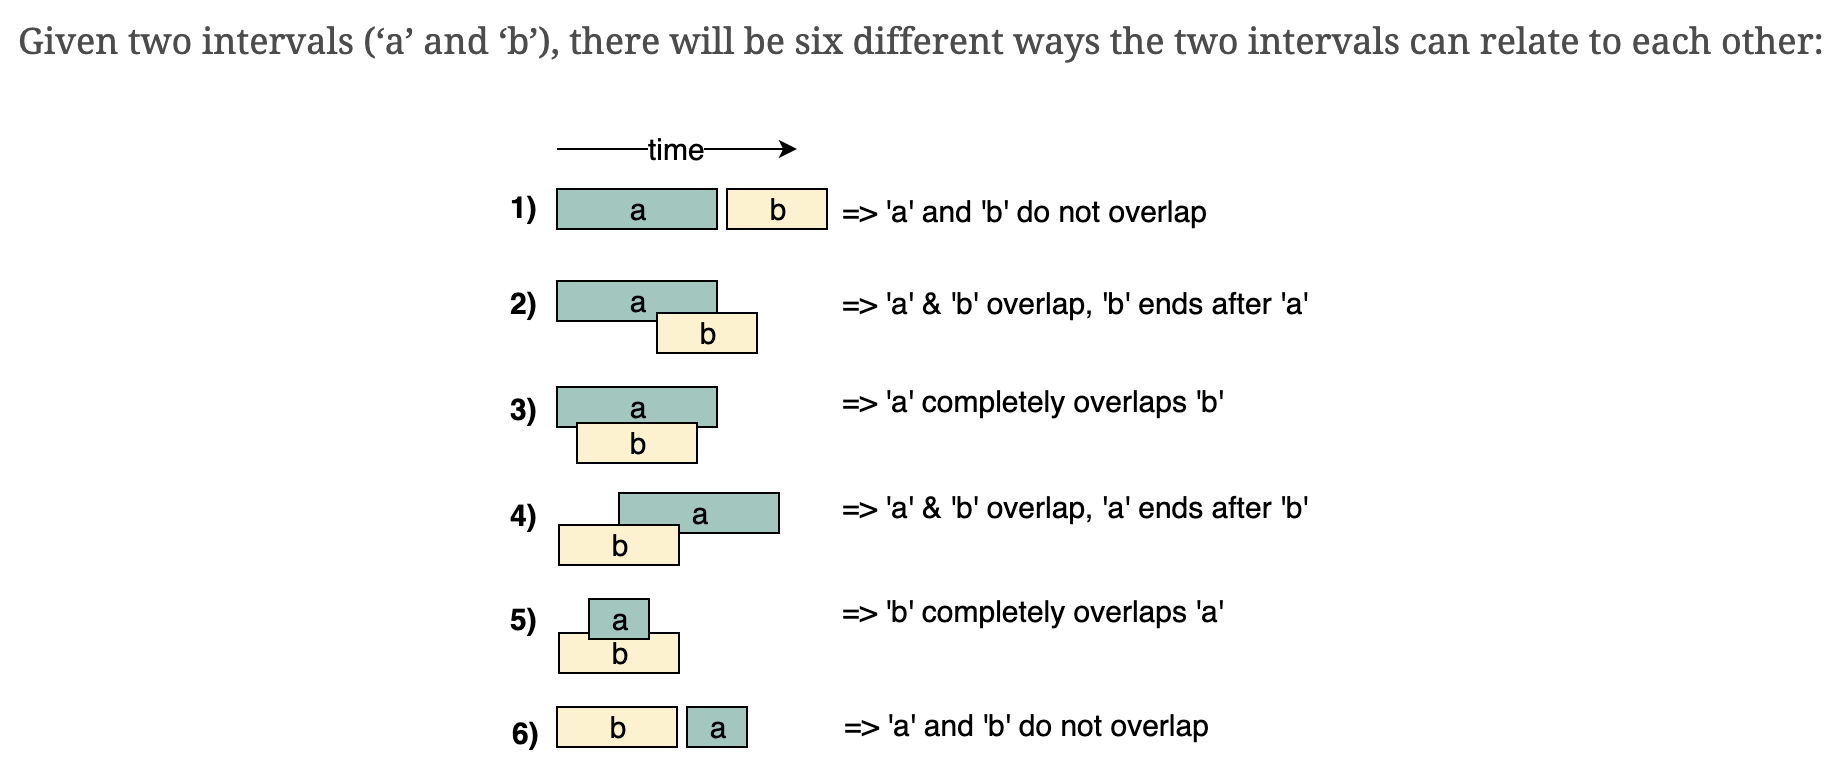 Given two intervals (‘a’ and ‘b’), there will be six different ways the two intervals can relate to each other:
time
1) a b => 'a' and 'b' do not overlap
2) a => 'a' & 'b' overlap, 'b' ends after 'a'
b
3) a => 'a' completely overlaps 'b'
b
4) a => 'a' & 'b' overlap, 'a' ends after 'b'
b
5) a => 'b' completely overlaps 'a'
b
6) b a => 'a' and 'b' do not overlap